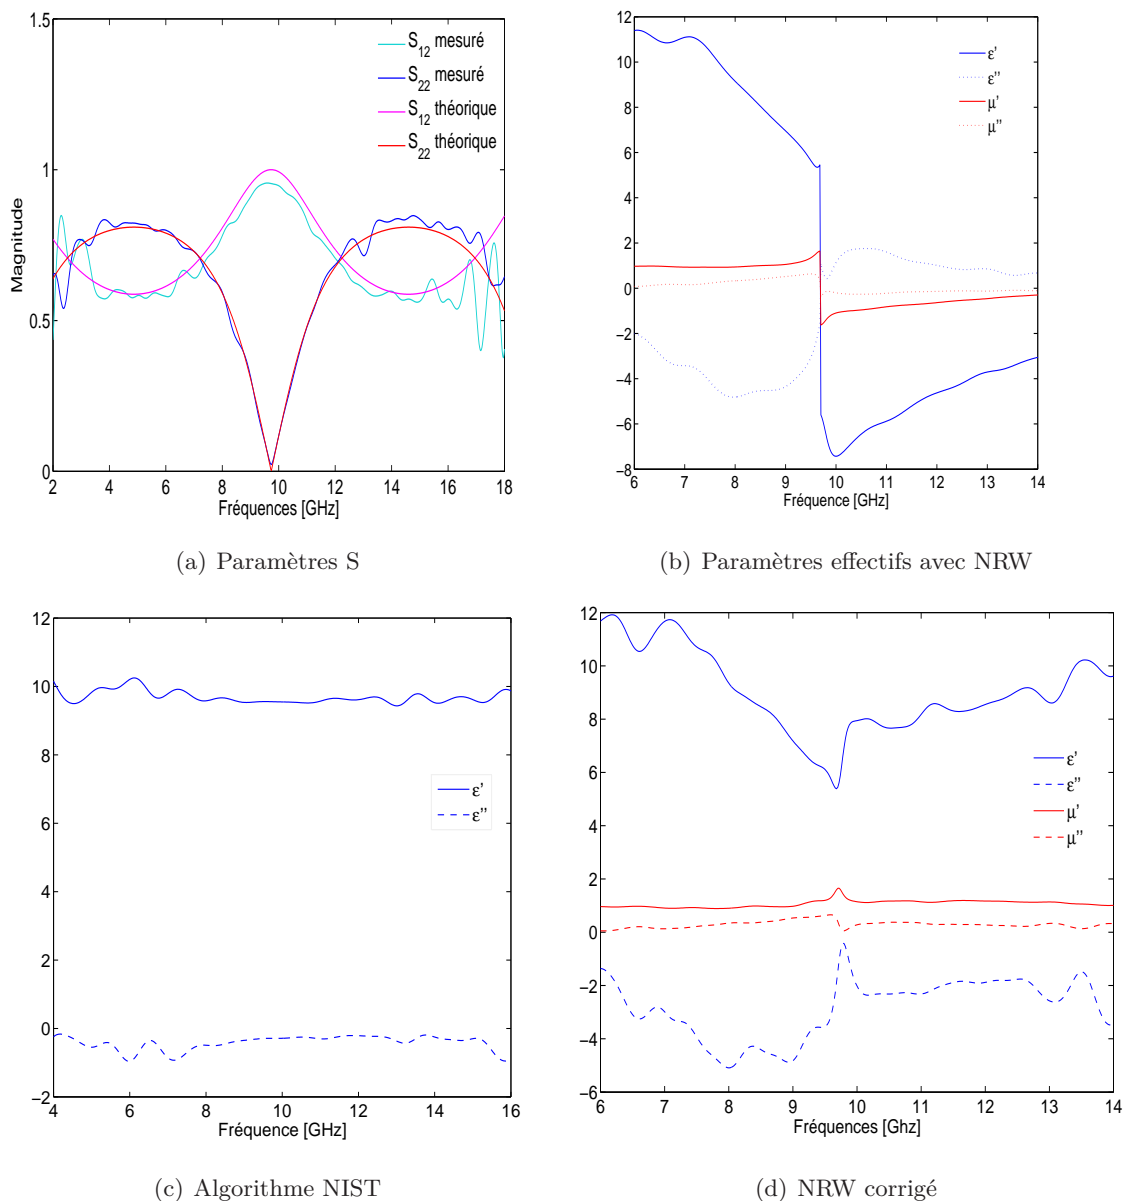 1.5
1
0.5
0
Magnitude
S12 mesuré
S22 mesuré
S12 théorique
S22 théorique
2 4 6 8 10 12 14 16 18
Fréquences [GHz]
(a) Paramètres S
12
10
8
6
4
2
0
−2
−4
−6
−8
ε'
ε''
μ'
μ''
6 7 8 9 10 11 12 13 14
Fréquence [GHz]
(b) Paramètres effectifs avec NRW
12
10
8
6
4
2
0
−2
ε'
ε''
4 6 8 10 12 14 16
Fréquence [GHz]
(c) Algorithme NIST
12
10
8
6
4
2
0
−2
−4
−6
ε'
ε''
μ'
μ''
6 7 8 9 10 11 12 13 14
Fréquences [Ghz]
(d) NRW corrigé